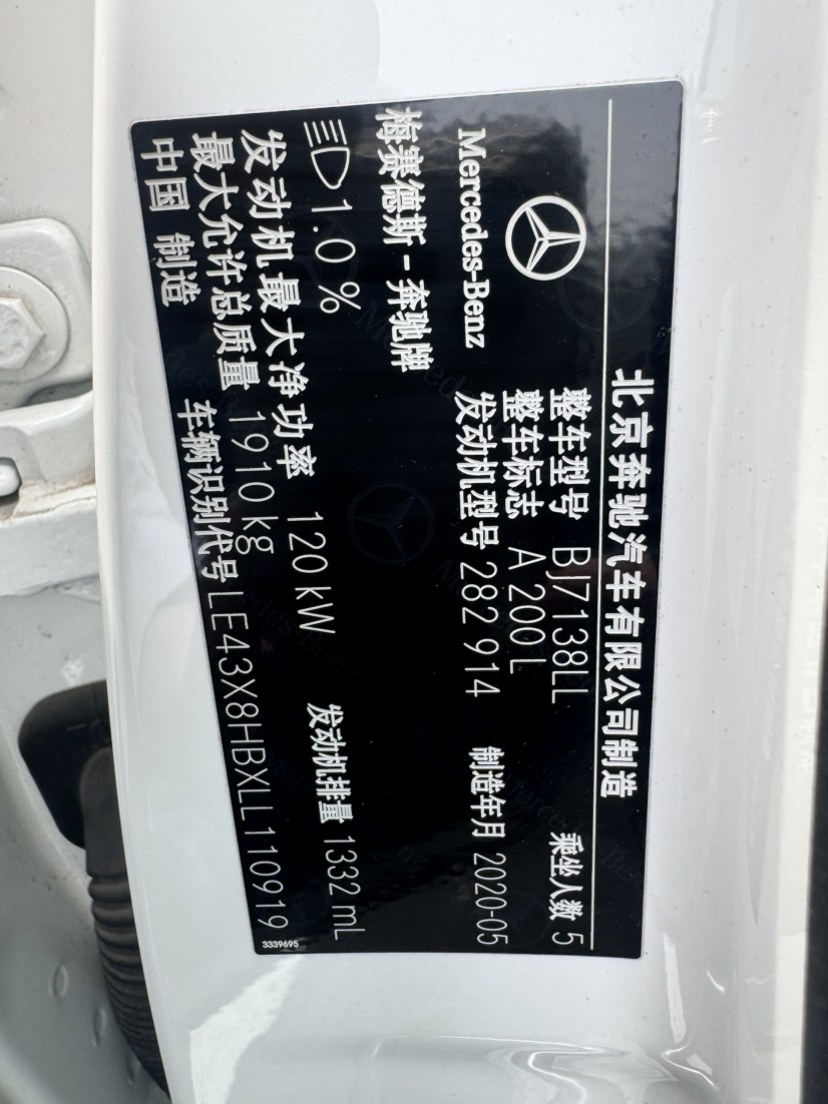 北京奔驰汽车有限公司制造
整车型号 BJ7138LL 乘坐人数 5
整车标志 A 200 L
Mercedes-Benz 发动机型号 282 914 制造年月 2020-05
梅赛德斯-奔驰牌
1.0 %
发动机最大净功率 120 kW 发动机排量 1332 mL
最大允许总质量 1910 kg
中国 制造 车辆识别代号 LE43X8HBXLL110919
3339695